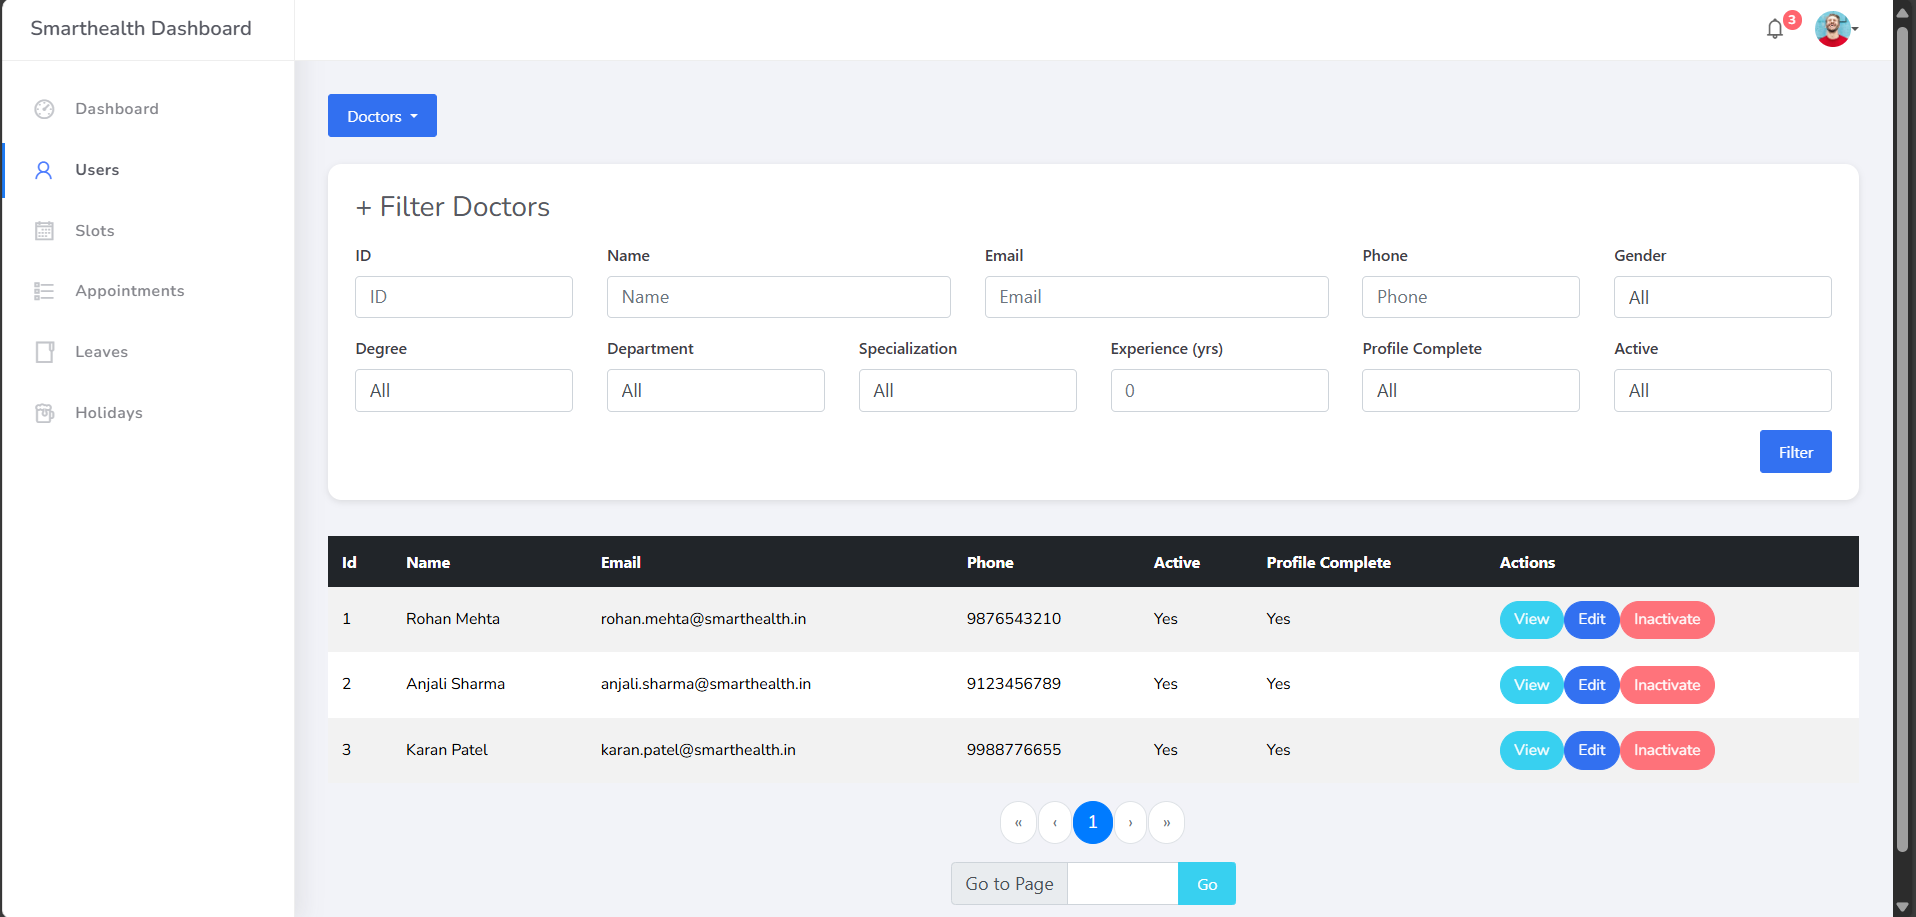 Smarthealth Dashboard
3
Dashboard
Users
Slots
Appointments
Leaves
Holidays
Doctors
+ Filter Doctors
ID Name Email Phone Gender
ID Name Email Phone All
Degree Department Specialization Experience (yrs) Profile Complete Active
All All All 0 All All
Filter
Id Name Email Phone Active Profile Complete Actions
1 Rohan Mehta rohan.mehta@smarthealth.in 9876543210 Yes Yes View Edit Inactivate
2 Anjali Sharma anjali.sharma@smarthealth.in 9123456789 Yes Yes View Edit Inactivate
3 Karan Patel karan.patel@smarthealth.in 9988776655 Yes Yes View Edit Inactivate
« ‹ 1 › »
Go to Page Go